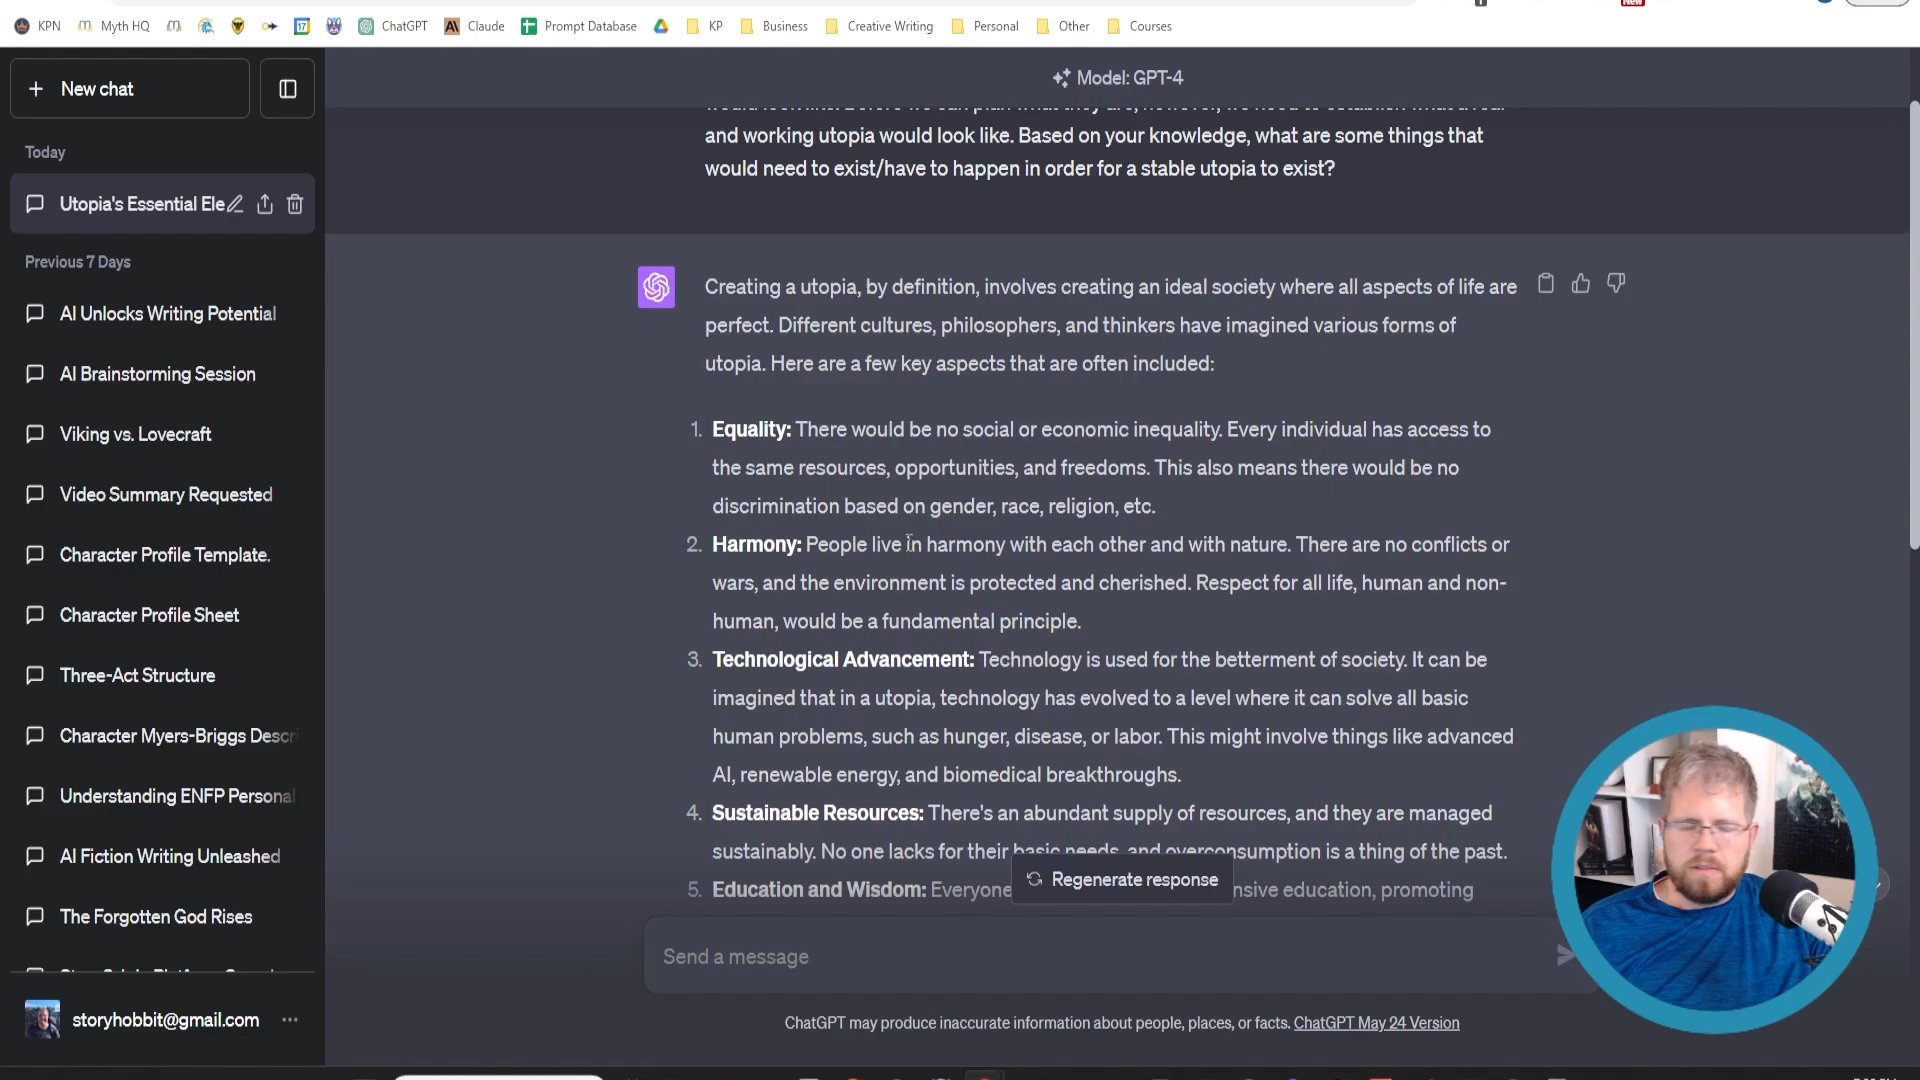 New
KPN
Myth HQ
17
ChatGPT
Claude
Prompt Database
KP
Business
Creative Writing
Personal
Other
Courses
New chat
Today
Utopia's Essential Ele
Previous 7 Days
AI Unlocks Writing Potential
AI Brainstorming Session
Viking vs. Lovecraft
Video Summary Requested
Character Profile Template.
Character Profile Sheet
Three-Act Structure
Character Myers-Briggs Descri
Understanding ENFP Personal
AI Fiction Writing Unleashed
The Forgotten God Rises
storyhobbit@gmail.com
Model: GPT-4
and working utopia would look like. Based on your knowledge, what are some things that
would need to exist/have to happen in order for a stable utopia to exist?
Creating a utopia, by definition, involves creating an ideal society where all aspects of life are
perfect. Different cultures, philosophers, and thinkers have imagined various forms of
utopia. Here are a few key aspects that are often included:
1. Equality: There would be no social or economic inequality. Every individual has access to
the same resources, opportunities, and freedoms. This also means there would be no
discrimination based on gender, race, religion, etc.
2. Harmony: People live in harmony with each other and with nature. There are no conflicts or
wars, and the environment is protected and cherished. Respect for all life, human and non-
human, would be a fundamental principle.
3. Technological Advancement: Technology is used for the betterment of society. It can be
imagined that in a utopia, technology has evolved to a level where it can solve all basic
human problems, such as hunger, disease, or labor. This might involve things like advanced
AI, renewable energy, and biomedical breakthroughs.
4. Sustainable Resources: There's an abundant supply of resources, and they are managed
sustainably. No one lacks for their basic needs, and overconsumption is a thing of the past.
5. Education and Wisdom: Everyone nsive education, promoting
Regenerate response
Send a message
ChatGPT may produce inaccurate information about people, places, or facts. ChatGPT May 24 Version